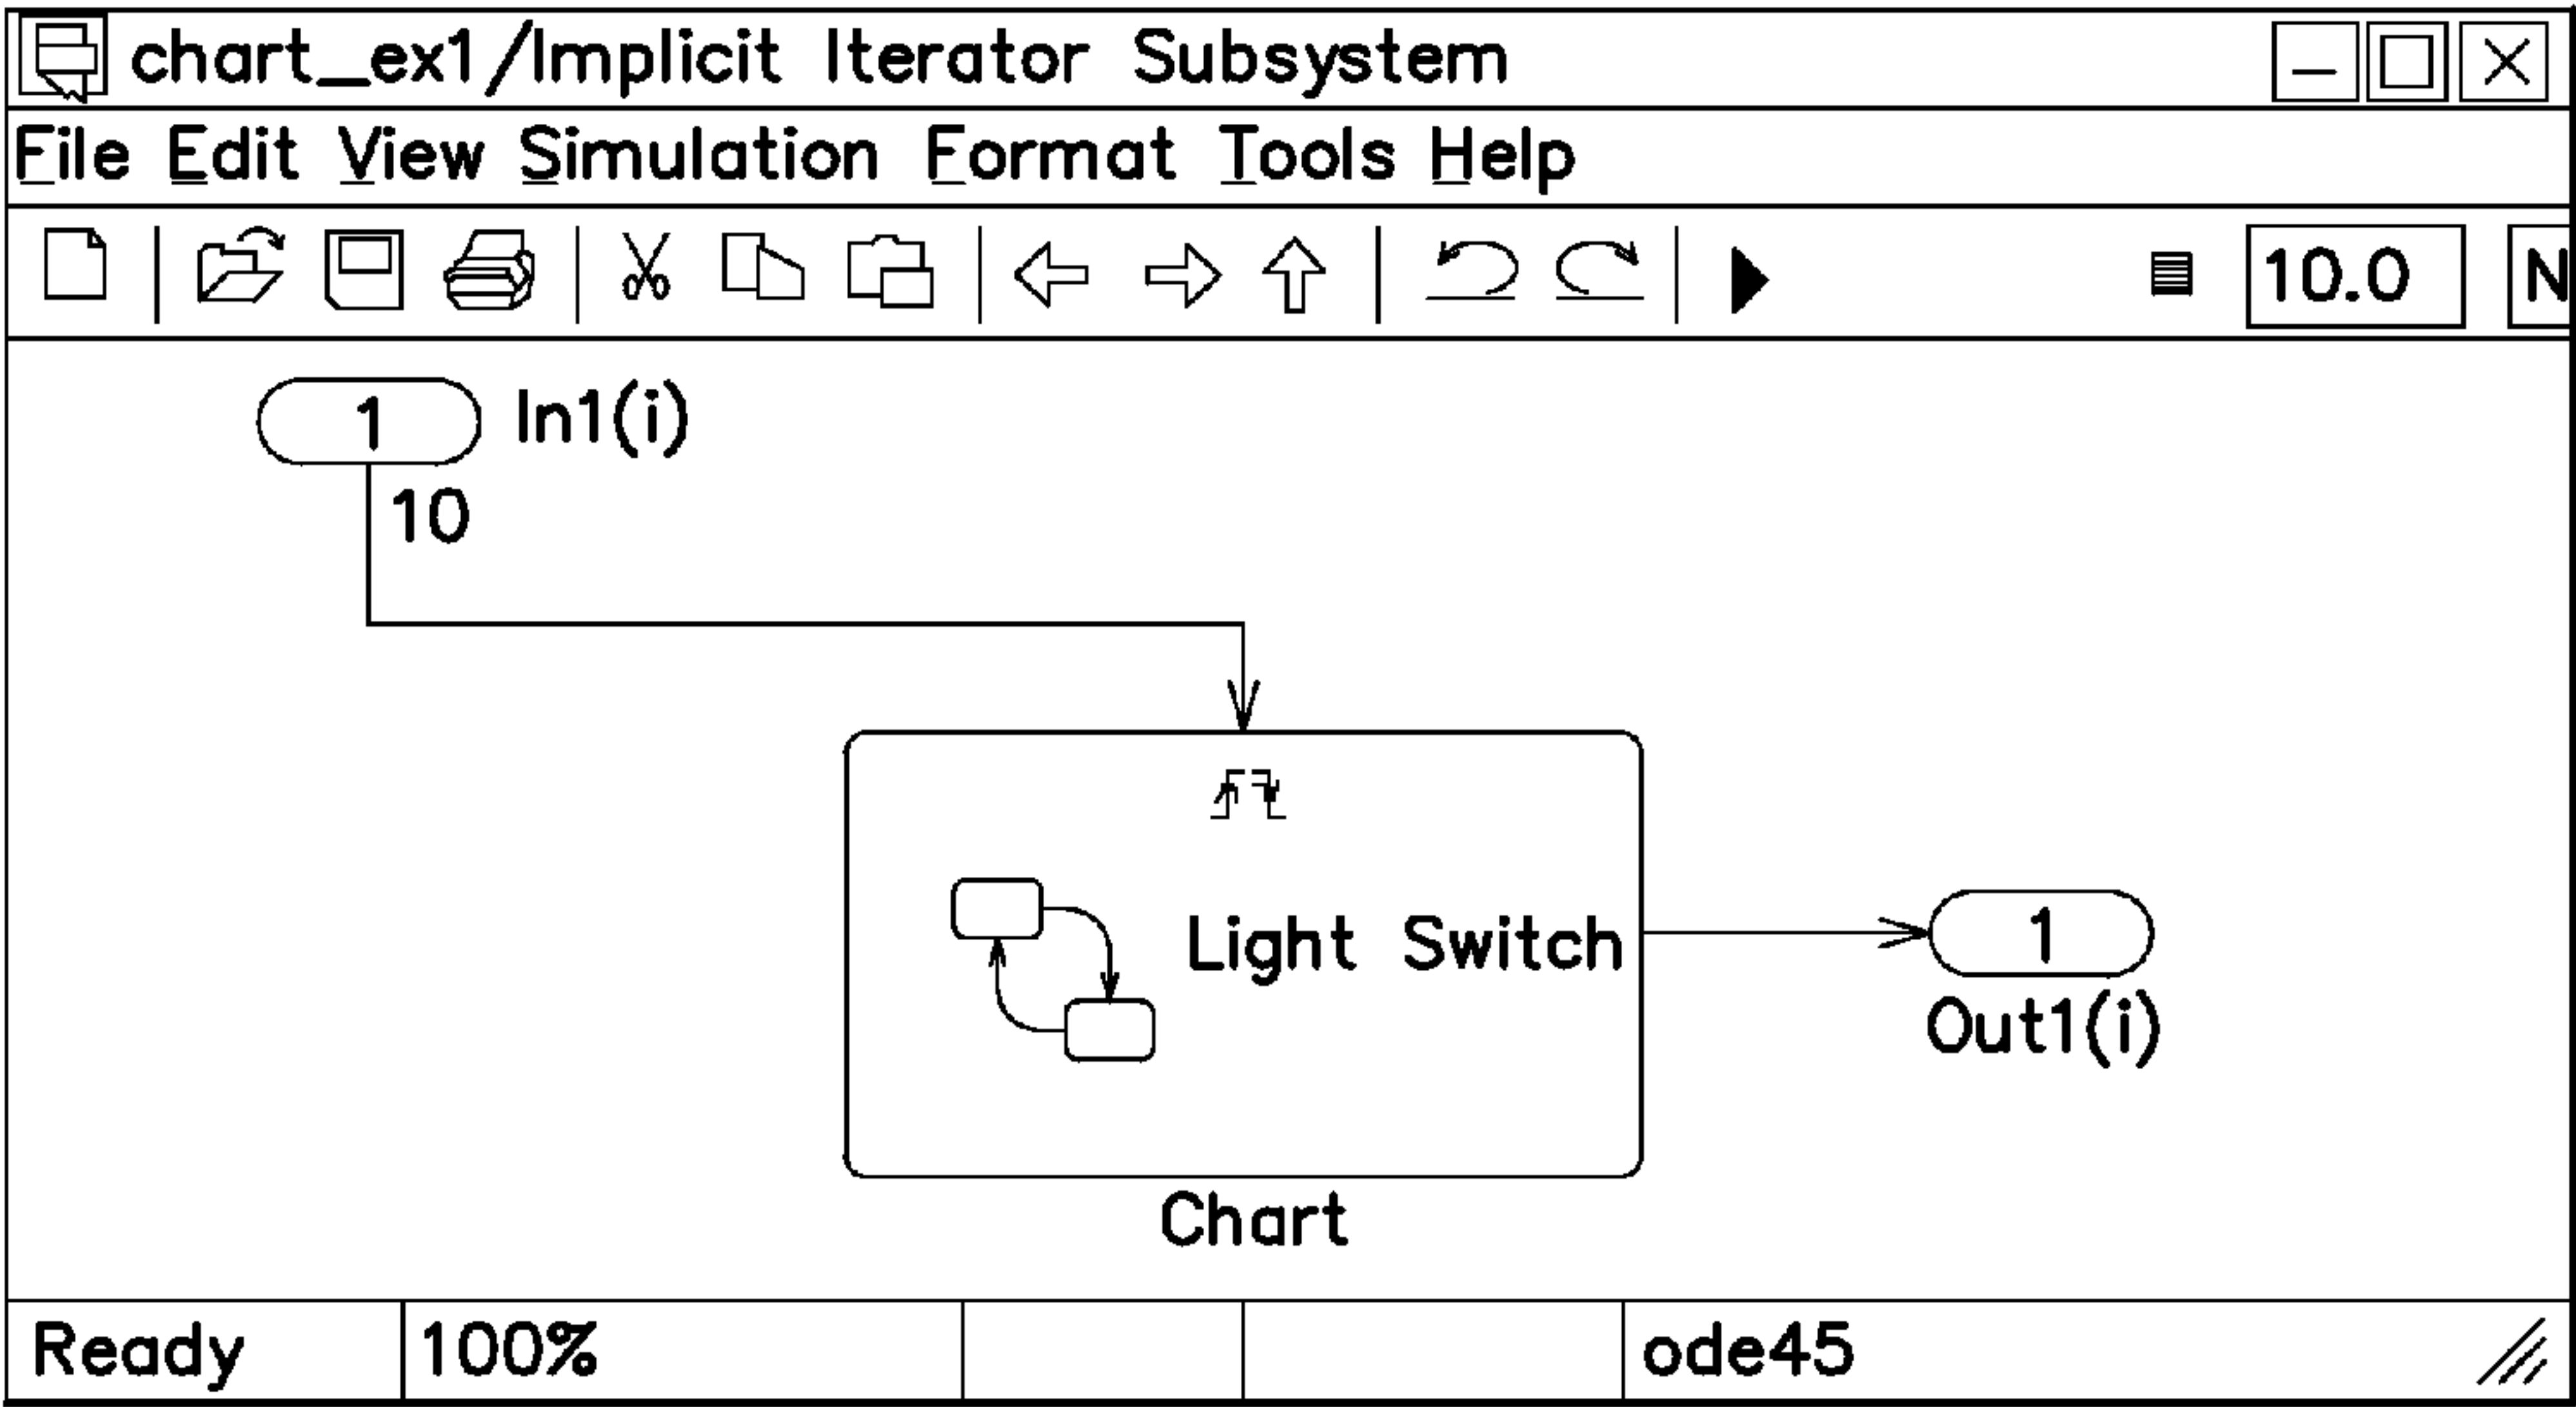 chart_ex1/Implicit Iterator Subsystem
File Edit View Simulation Format Tools Help
10.0 N
1 In1(i)
10
Light Switch
1
Out1(i)
Chart
Ready 100% ode45